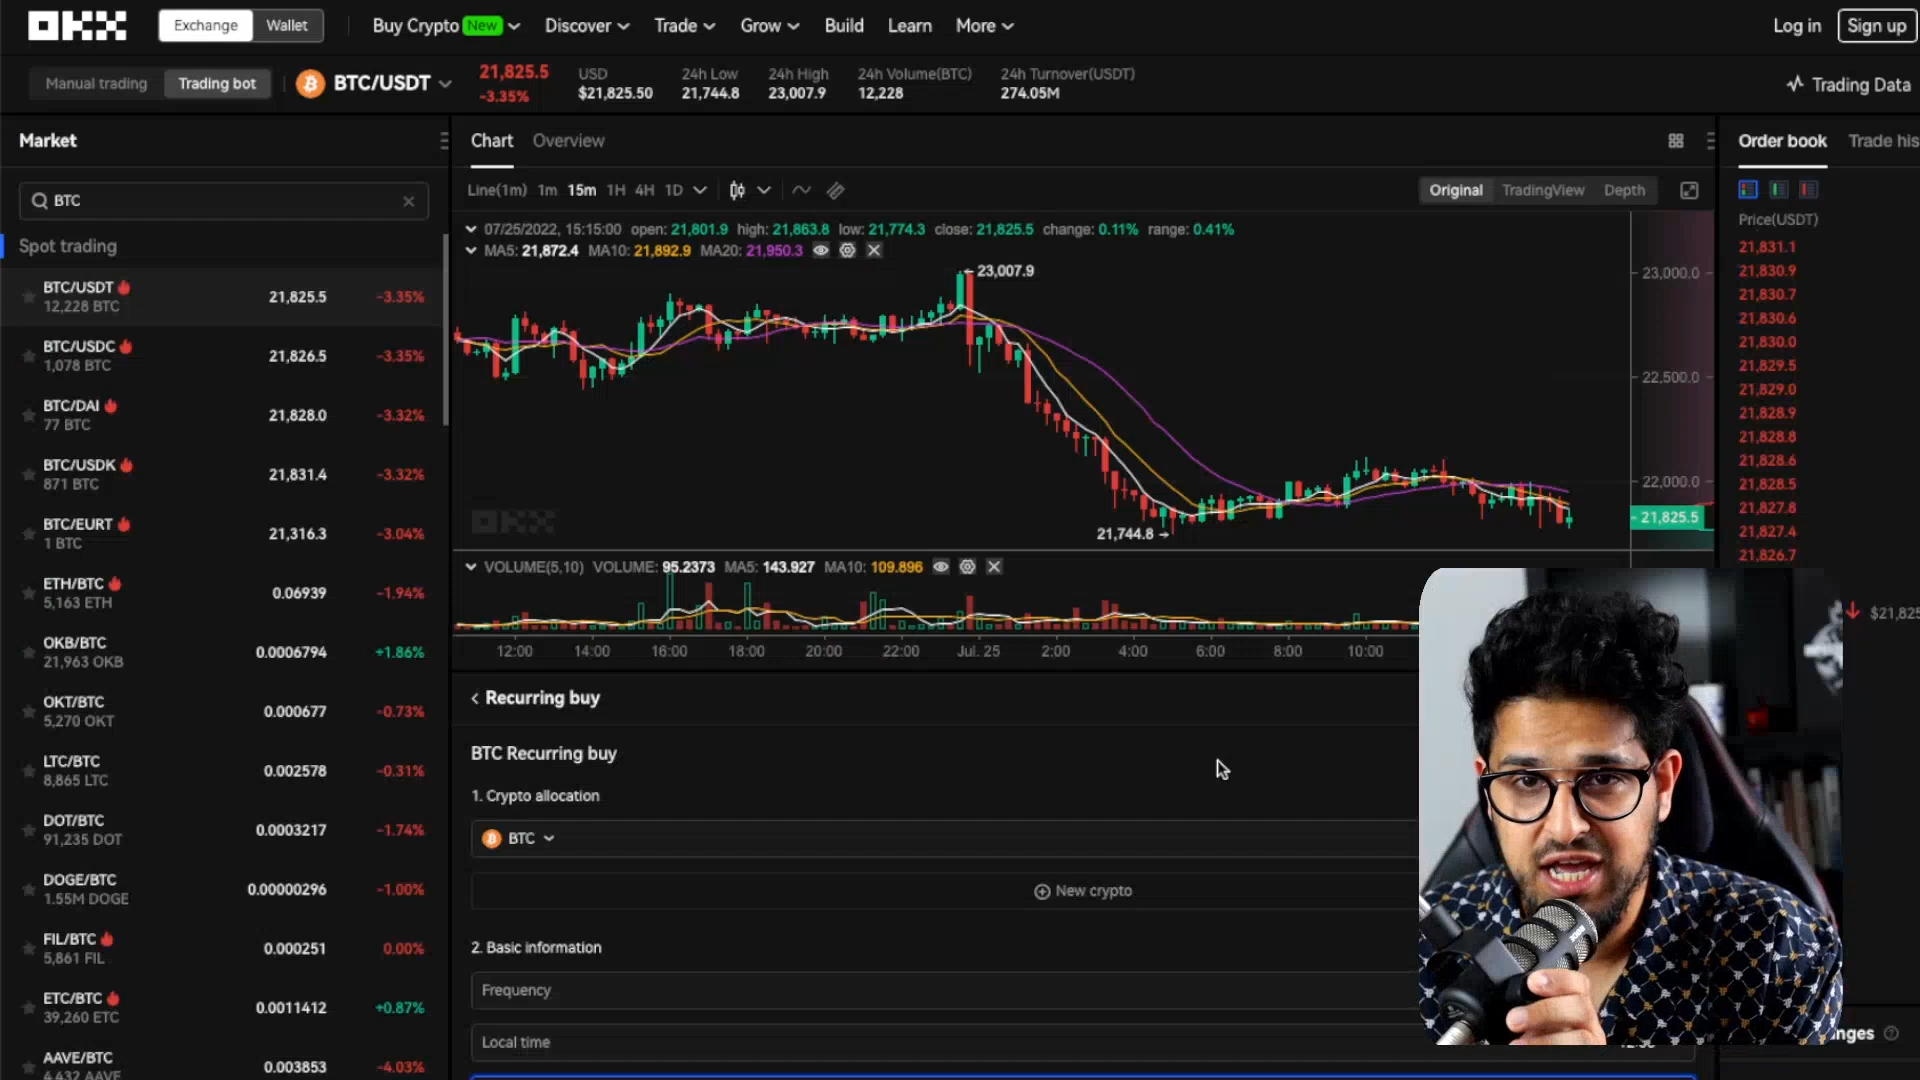 OKX
Exchange Wallet Buy Crypto New Discover Trade Grow Build Learn More Log in Sign up
Manual trading Trading bot BTC/USDT 21,825.5 -3.35% USD $21,825.50 24h Low 21,744.8 24h High 23,007.9 24h Volume(BTC) 12,228 24h Turnover(USDT) 274.05M Trading Data
Market
BTC
Spot trading
BTC/USDT 21,825.5 -3.35%
12,228 BTC
BTC/USDC 21,826.5 -3.35%
1,078 BTC
BTC/DAI 21,828.0 -3.32%
77 BTC
BTC/USDK 21,831.4 -3.32%
871 BTC
BTC/EURT 21,316.3 -3.04%
1 BTC
ETH/BTC 0.06939 -1.94%
5,163 ETH
OKB/BTC 0.0006794 +1.86%
21,963 OKB
OKT/BTC 0.000677 -0.73%
5,270 OKT
LTC/BTC 0.002578 -0.31%
8,865 LTC
DOT/BTC 0.0003217 -1.74%
91,235 DOT
DOGE/BTC 0.00000296 -1.00%
1.55M DOGE
FIL/BTC 0.000251 0.00%
5,861 FIL
ETC/BTC 0.0011412 +0.87%
39,260 ETC
AAVE/BTC 0.003853 -4.03%
4,432 AAVE
Chart Overview
Line(1m) 1m 15m 1H 4H 1D Original TradingView Depth
07/25/2022, 15:15:00 open: 21,801.9 high: 21,863.8 low: 21,774.3 close: 21,825.5 change: 0.11% range: 0.41%
MA5: 21,872.4 MA10: 21,892.9 MA20: 21,950.3
23,007.9
23,000.0
22,500.0
22,000.0
21,825.5
OKX
21,744.8
VOLUME(5,10) VOLUME: 95.2373 MA5: 143.927 MA10: 109.896
12:00 14:00 16:00 18:00 20:00 22:00 Jul. 25 2:00 4:00 6:00 8:00 10:00
Recurring buy
BTC Recurring buy
1. Crypto allocation
BTC
New crypto
2. Basic information
Frequency
Local time
Order book Trade his
Price(USDT)
21,831.1
21,830.9
21,830.7
21,830.6
21,830.0
21,829.5
21,829.0
21,828.9
21,828.8
21,828.6
21,828.5
21,827.8
21,827.4
21,826.7
$21,825
nges